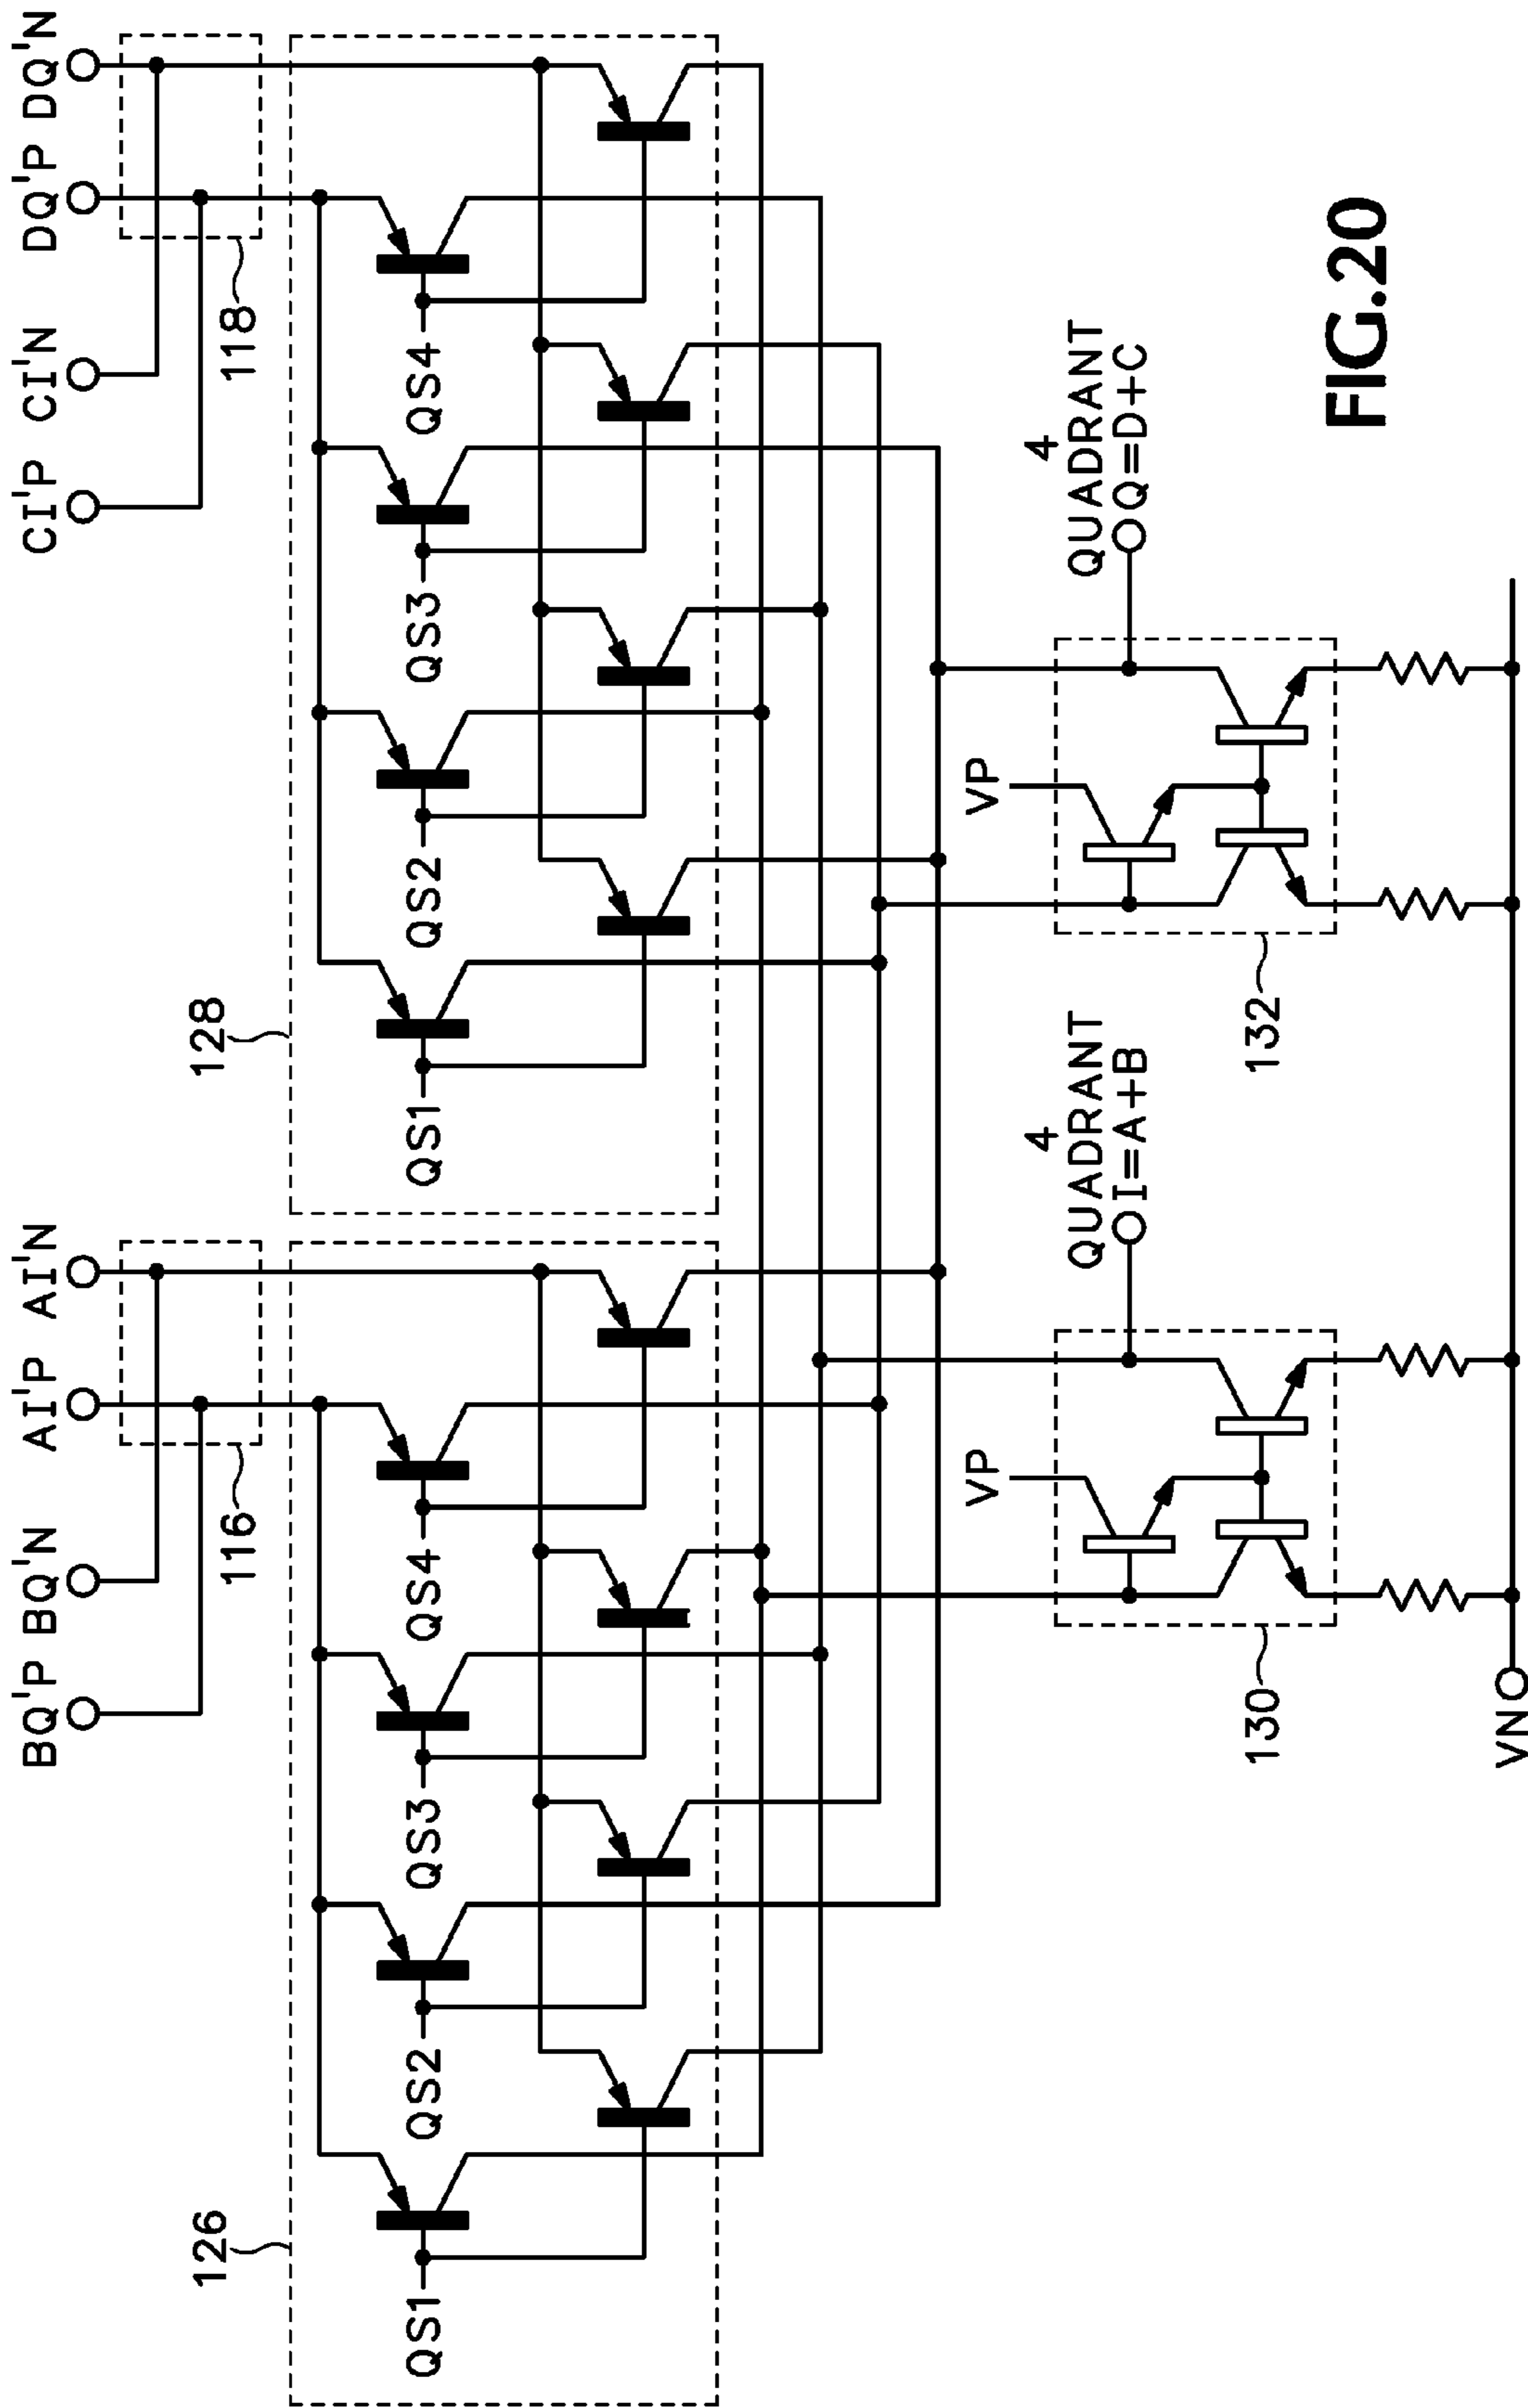 BQ'P BQ'N AI'P AI'N CI'P CI'N DQ'P DQ'N
116
118
126
128
QS1
QS2
QS3
QS4
QS1
QS2
QS3
QS4
VP
4
QUADRANT
I=A+B
VP
4
QUADRANT
Q=D+C
130
132
VN
FIG.20